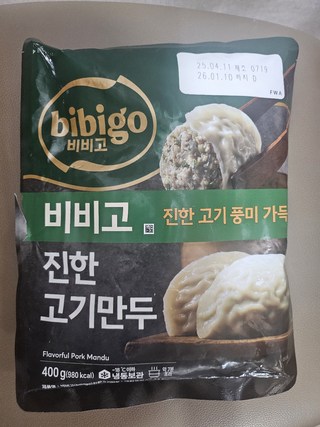 25.04.11 제조 0719
26.01.10 까지 D
FWA
bibigo
비비고
비비고
진한 고기 풍미 가득
진한
고기만두
Flavorful Pork Mandu
400 g(980 kcal)
냉동보관